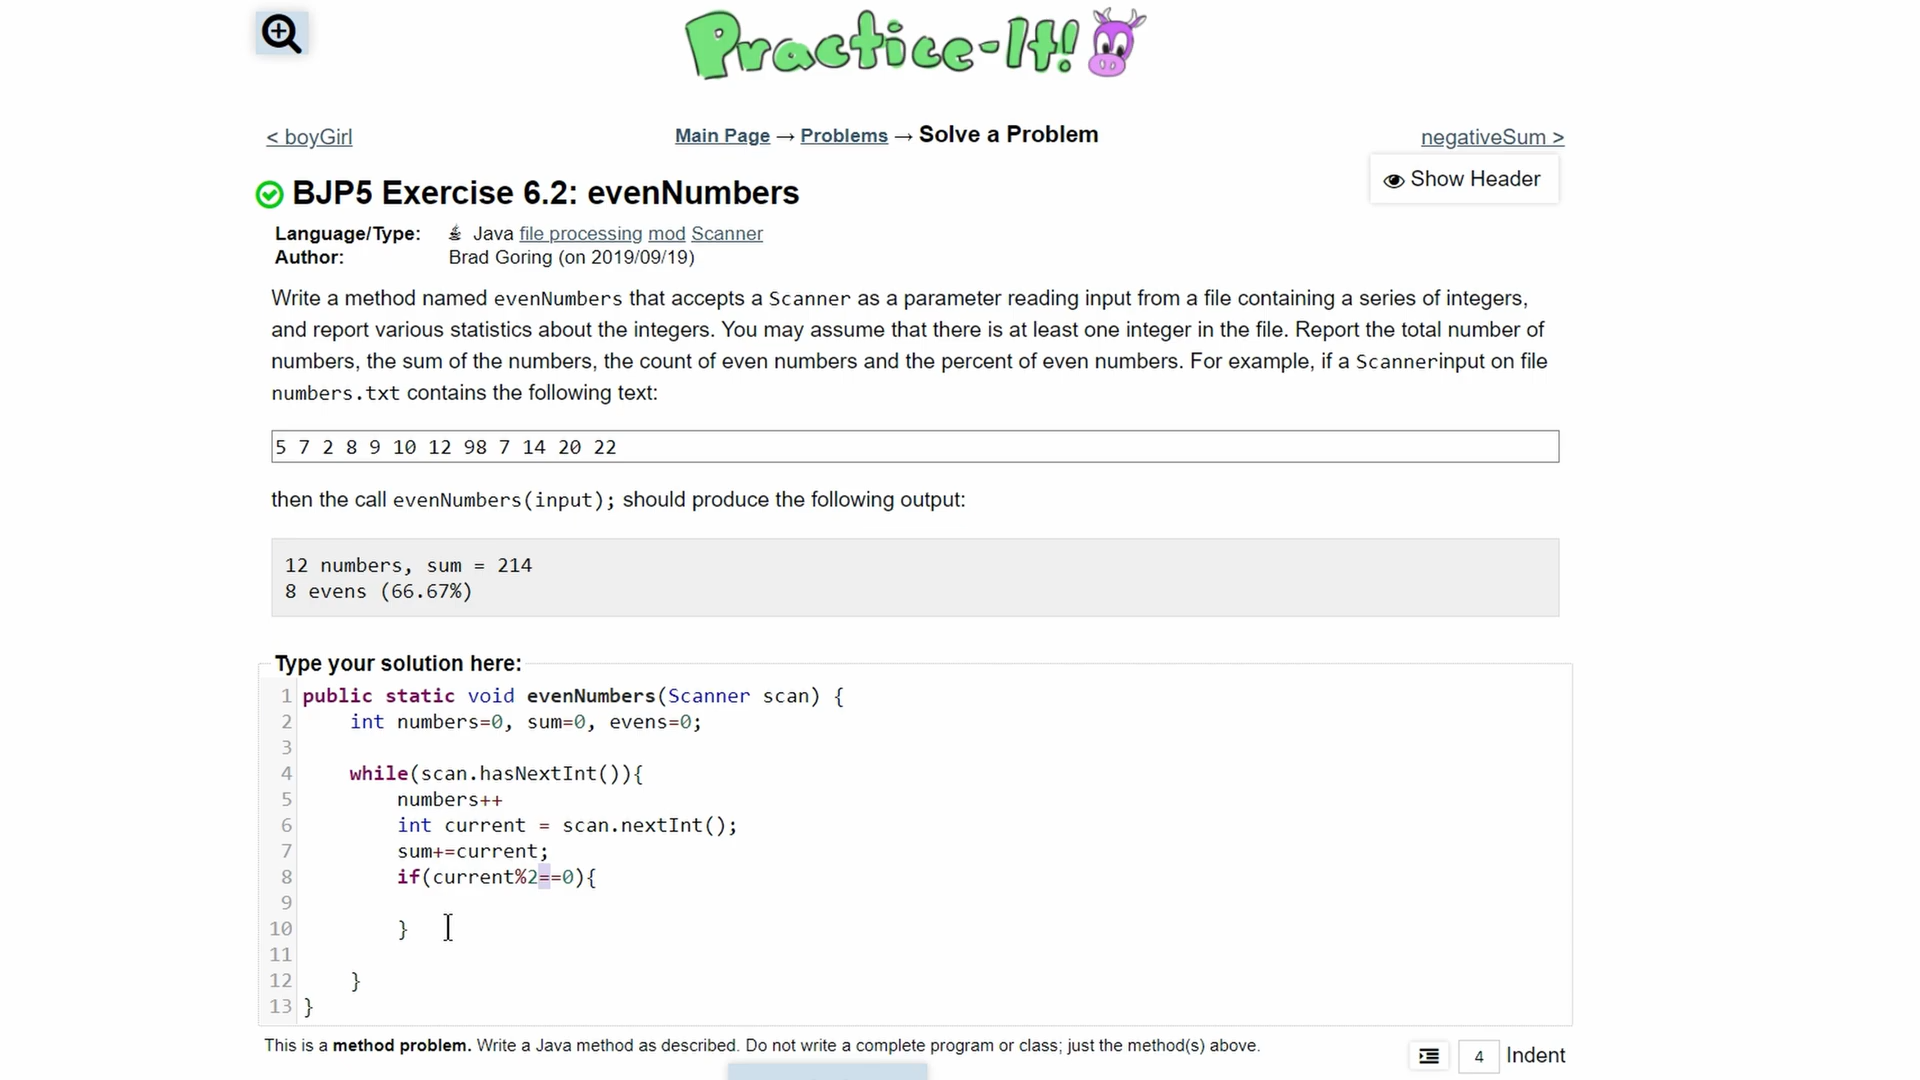 Practice-It!
< boyGirl
Main Page → Problems → Solve a Problem
negativeSum >
Show Header
BJP5 Exercise 6.2: evenNumbers
Language/Type: Java file processing mod Scanner
Author: Brad Goring (on 2019/09/19)
Write a method named evenNumbers that accepts a Scanner as a parameter reading input from a file containing a series of integers,
and report various statistics about the integers. You may assume that there is at least one integer in the file. Report the total number of
numbers, the sum of the numbers, the count of even numbers and the percent of even numbers. For example, if a Scannerinput on file
numbers.txt contains the following text:
5 7 2 8 9 10 12 98 7 14 20 22
then the call evenNumbers(input); should produce the following output:
12 numbers, sum = 214
8 evens (66.67%)
Type your solution here:
1 public static void evenNumbers(Scanner scan) {
2     int numbers=0, sum=0, evens=0;
3
4     while(scan.hasNextInt()){
5         numbers++
6         int current = scan.nextInt();
7         sum+=current;
8         if(current%2==0){
9
10         }
11
12     }
13 }
This is a method problem. Write a Java method as described. Do not write a complete program or class; just the method(s) above.
4 Indent